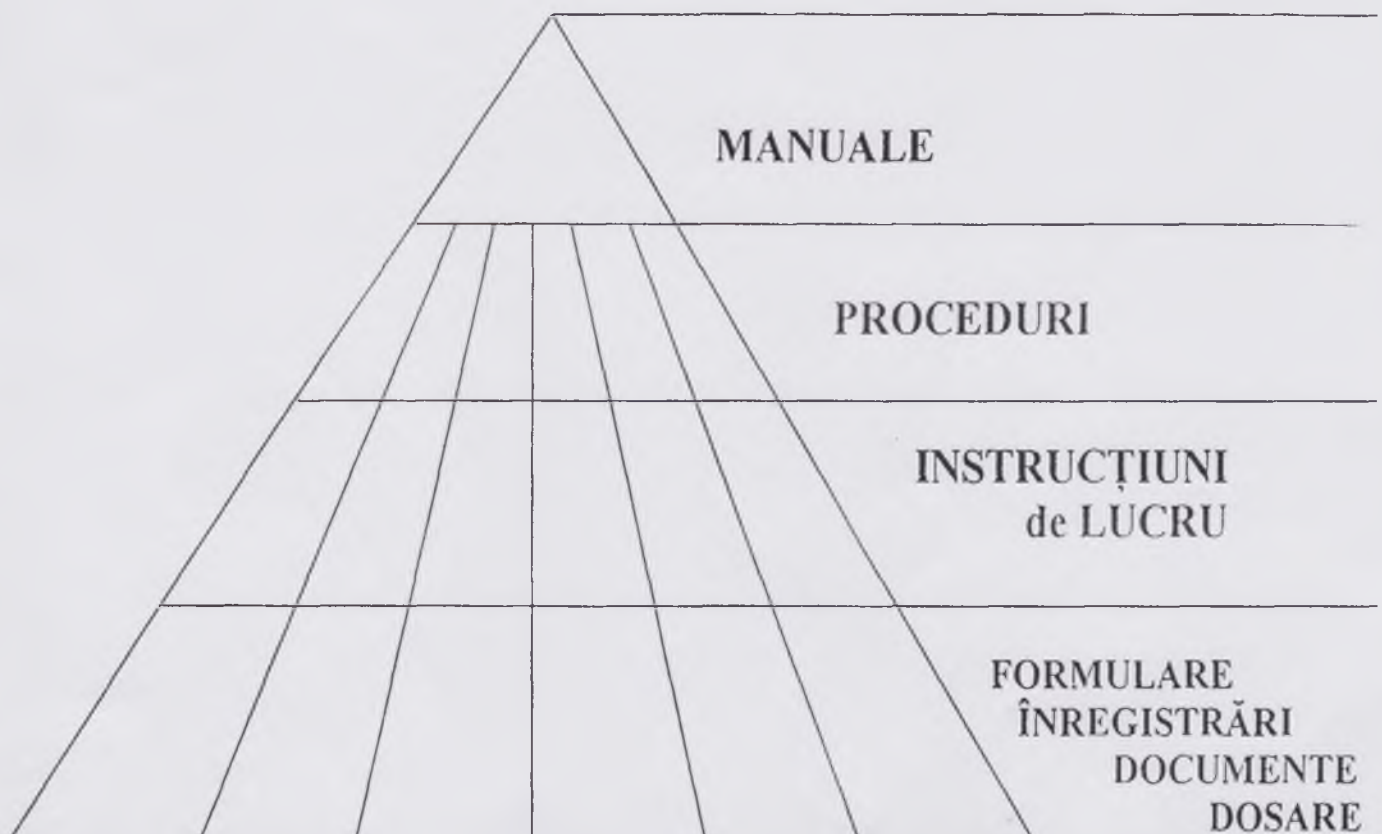 MANUALE
PROCEDURI
INSTRUCȚIUNI
de LUCRU
FORMULARE
ÎNREGISTRĂRI
DOCUMENTE
DOSARE